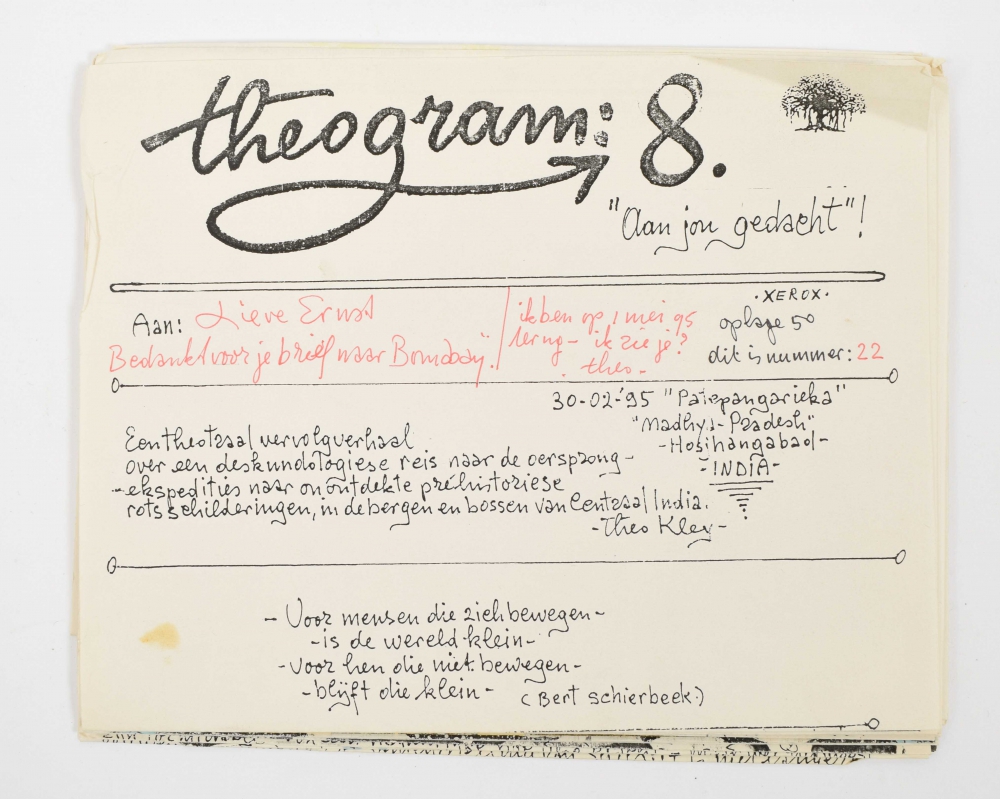 theogram: 8.
"Aan jou gedacht"!
Aan: Lieve Ernst
Bedankt voor je brief naar Bombay!
ik ben op 1 mei 95
terug - ik zie je?
- theo -
·XEROX·
oplage 50
dit is nummer: 22
30-02-'95 "Patepangarieka"
"Madhya-Pradesh"
-Hosihangabad-
-INDIA-
Een theotraal vervolgverhaal
over een deskundologiese reis naar de oersprong-
-ekspedities naar onontdekte préhistoriese
rotsschilderingen, in de bergen en bossen van Centraal India.
-Theo Kley-
- Voor mensen die zich bewegen-
-is de wereld klein-
-voor hen die niet bewegen-
-blijft die klein- (Bert schierbeek.)